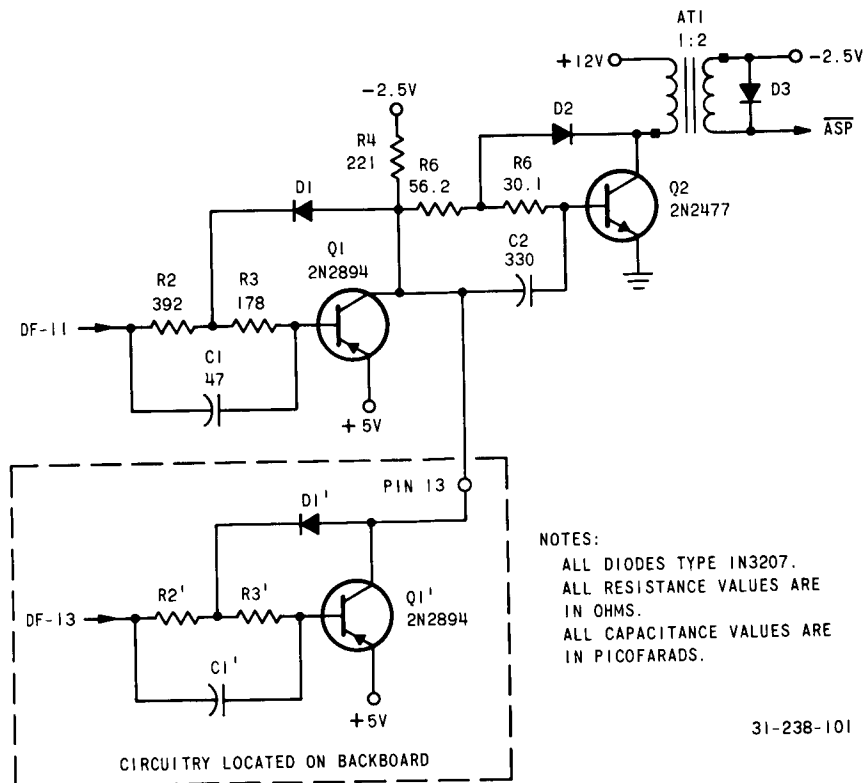 AT1
1:2
+12V
-2.5V
D3
-2.5V
D2
ASP
R4
221
R6
56.2
R6
30.1
Q2
2N2477
D1
C2
330
Q1
2N2894
R2
392
R3
178
DF-11
C1
47
+5V
PIN 13
D1'
R2'
R3'
Q1'
2N2894
DF-13
C1'
+5V
CIRCUITRY LOCATED ON BACKBOARD
NOTES:
ALL DIODES TYPE IN3207.
ALL RESISTANCE VALUES ARE
IN OHMS.
ALL CAPACITANCE VALUES ARE
IN PICOFARADS.
31-238-101